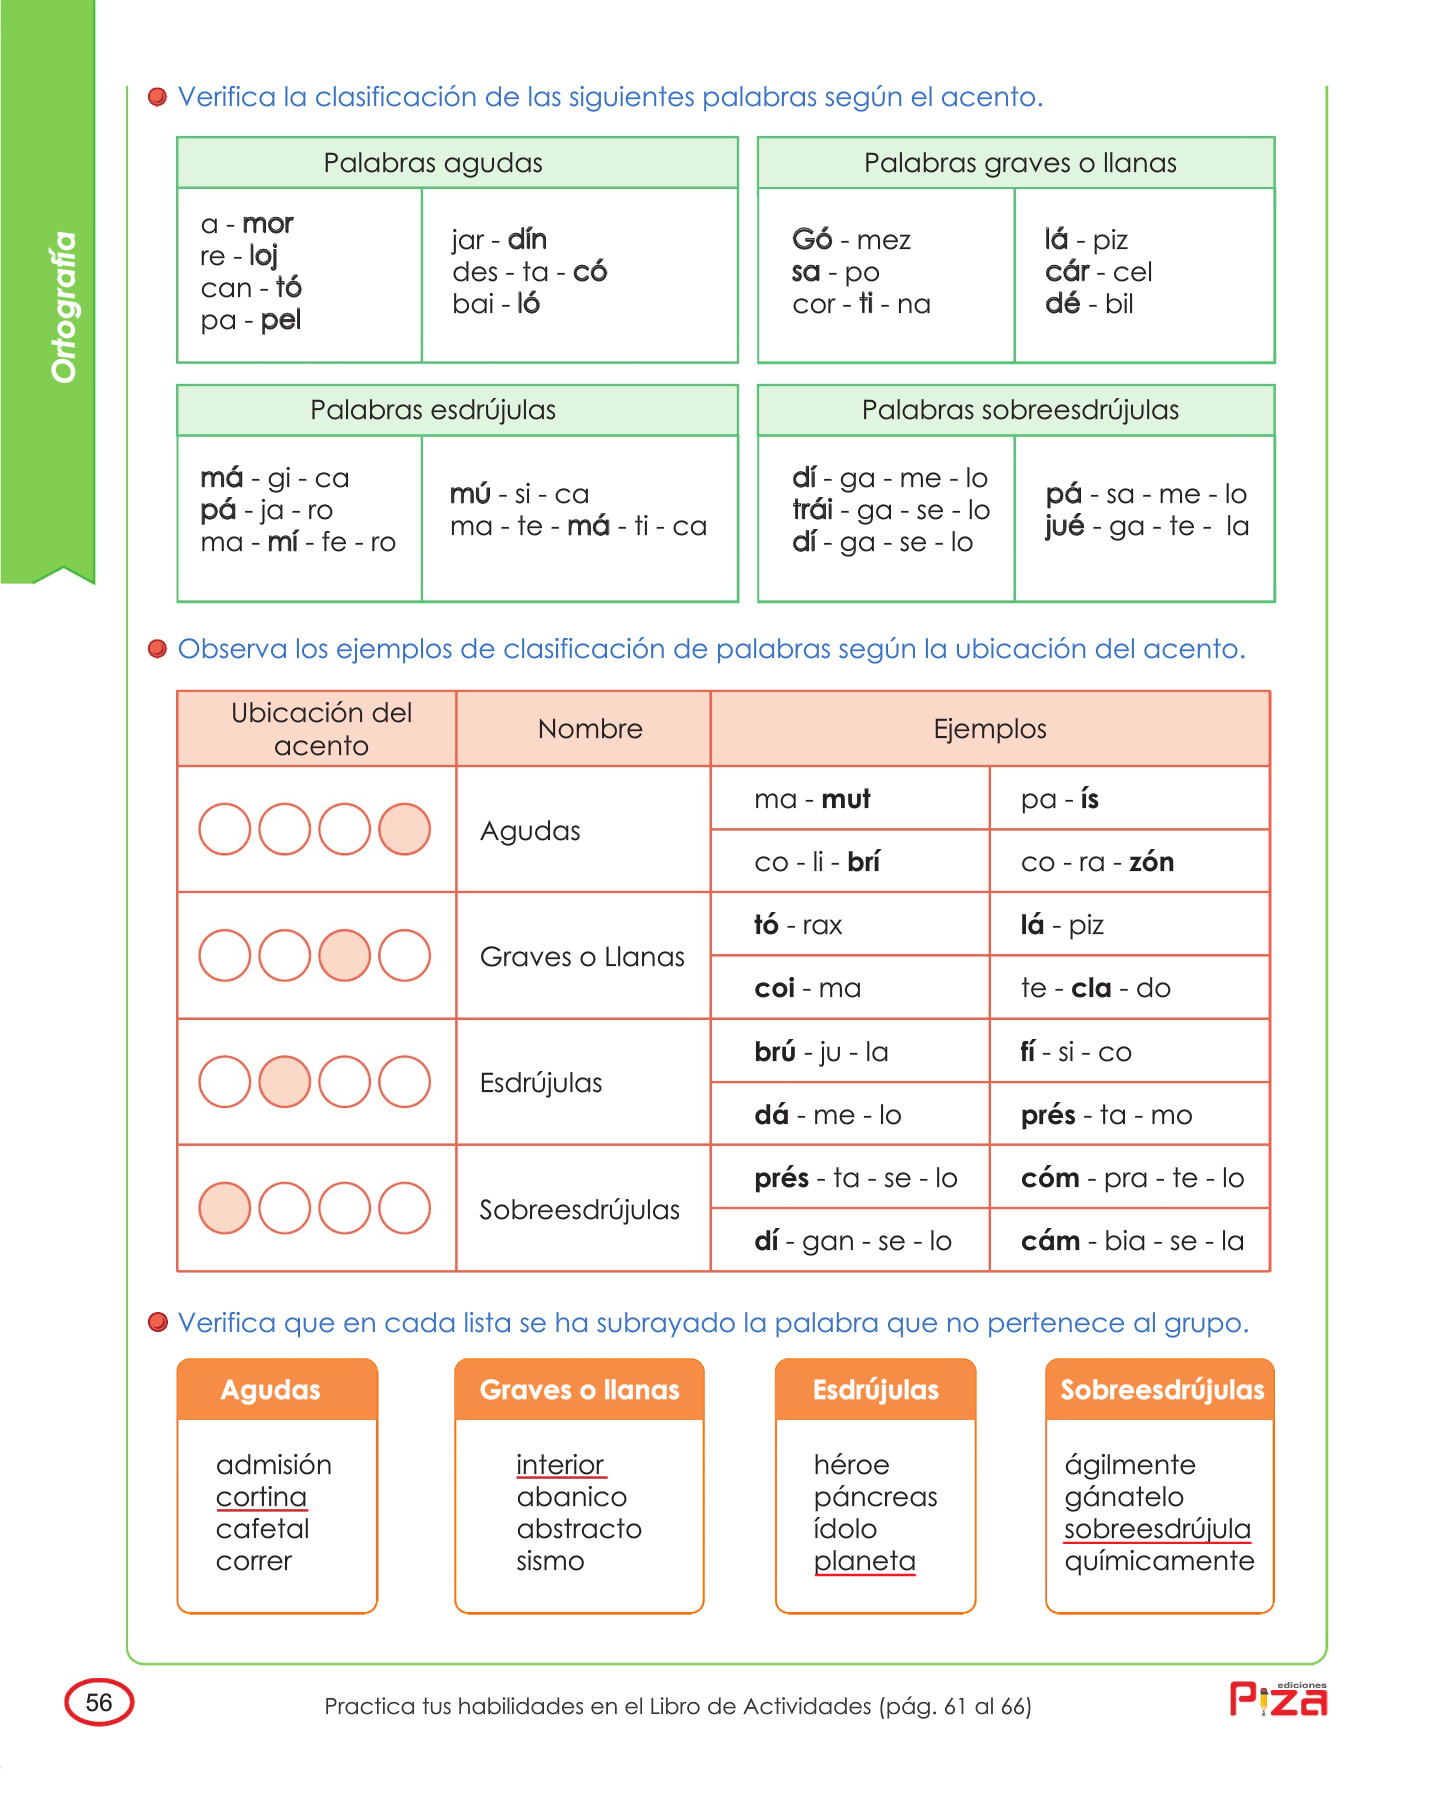 Ortografía
Verifica la clasificación de las siguientes palabras según el acento.
Palabras agudas
a - mor
re - loj
can - tó
pa - pel
jar - dín
des - ta - có
bai - ló
Palabras graves o llanas
Gó - mez
sa - po
cor - ti - na
lá - piz
cár - cel
dé - bil
Palabras esdrújulas
má - gi - ca
pá - ja - ro
ma - mí - fe - ro
mú - si - ca
ma - te - má - ti - ca
Palabras sobreesdrújulas
dí - ga - me - lo
trái - ga - se - lo
dí - ga - se - lo
pá - sa - me - lo
jué - ga - te - la
Observa los ejemplos de clasificación de palabras según la ubicación del acento.
Ubicación del
acento
Nombre
Ejemplos
Agudas
ma - mut
pa - ís
co - li - brí
co - ra - zón
Graves o Llanas
tó - rax
lá - piz
coi - ma
te - cla - do
Esdrújulas
brú - ju - la
fí - si - co
dá - me - lo
prés - ta - mo
Sobreesdrújulas
prés - ta - se - lo
cóm - pra - te - lo
dí - gan - se - lo
cám - bia - se - la
Verifica que en cada lista se ha subrayado la palabra que no pertenece al grupo.
Agudas
admisión
cortina
cafetal
correr
Graves o llanas
interior
abanico
abstracto
sismo
Esdrújulas
héroe
páncreas
ídolo
planeta
Sobreesdrújulas
ágilmente
gánatelo
sobreesdrújula
químicamente
56
Practica tus habilidades en el Libro de Actividades (pág. 61 al 66)
ediciones
Piza